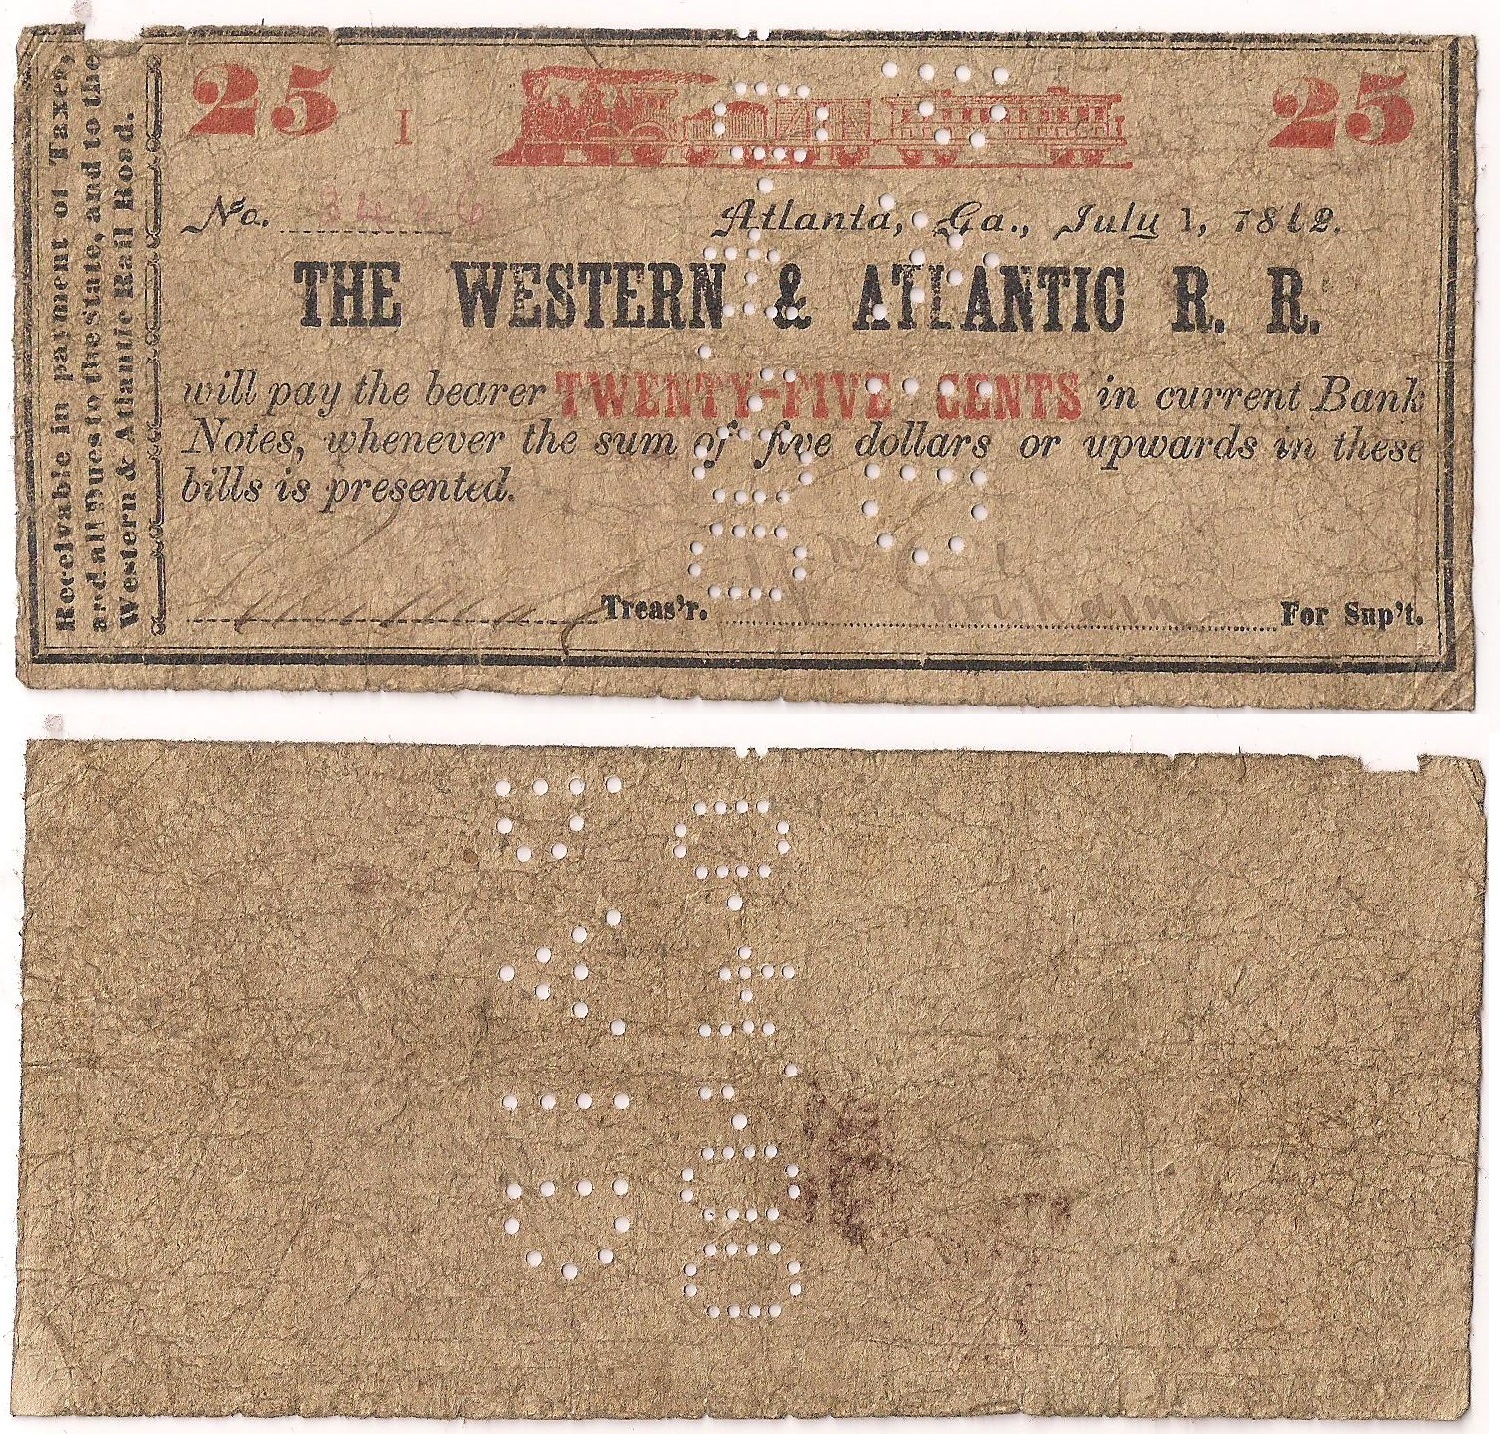 Receivable in payment of Taxes,
and all Dues to the State, and to the
Western & Atlantic Rail Road.
25 I 25
No. 3426 Atlanta, Ga., July 1, 1862.
THE WESTERN & ATLANTIC R. R.
will pay the bearer TWENTY-FIVE CENTS in current Bank
Notes, whenever the sum of five dollars or upwards in these
bills is presented.
Treas'r. For Sup't.
PAID